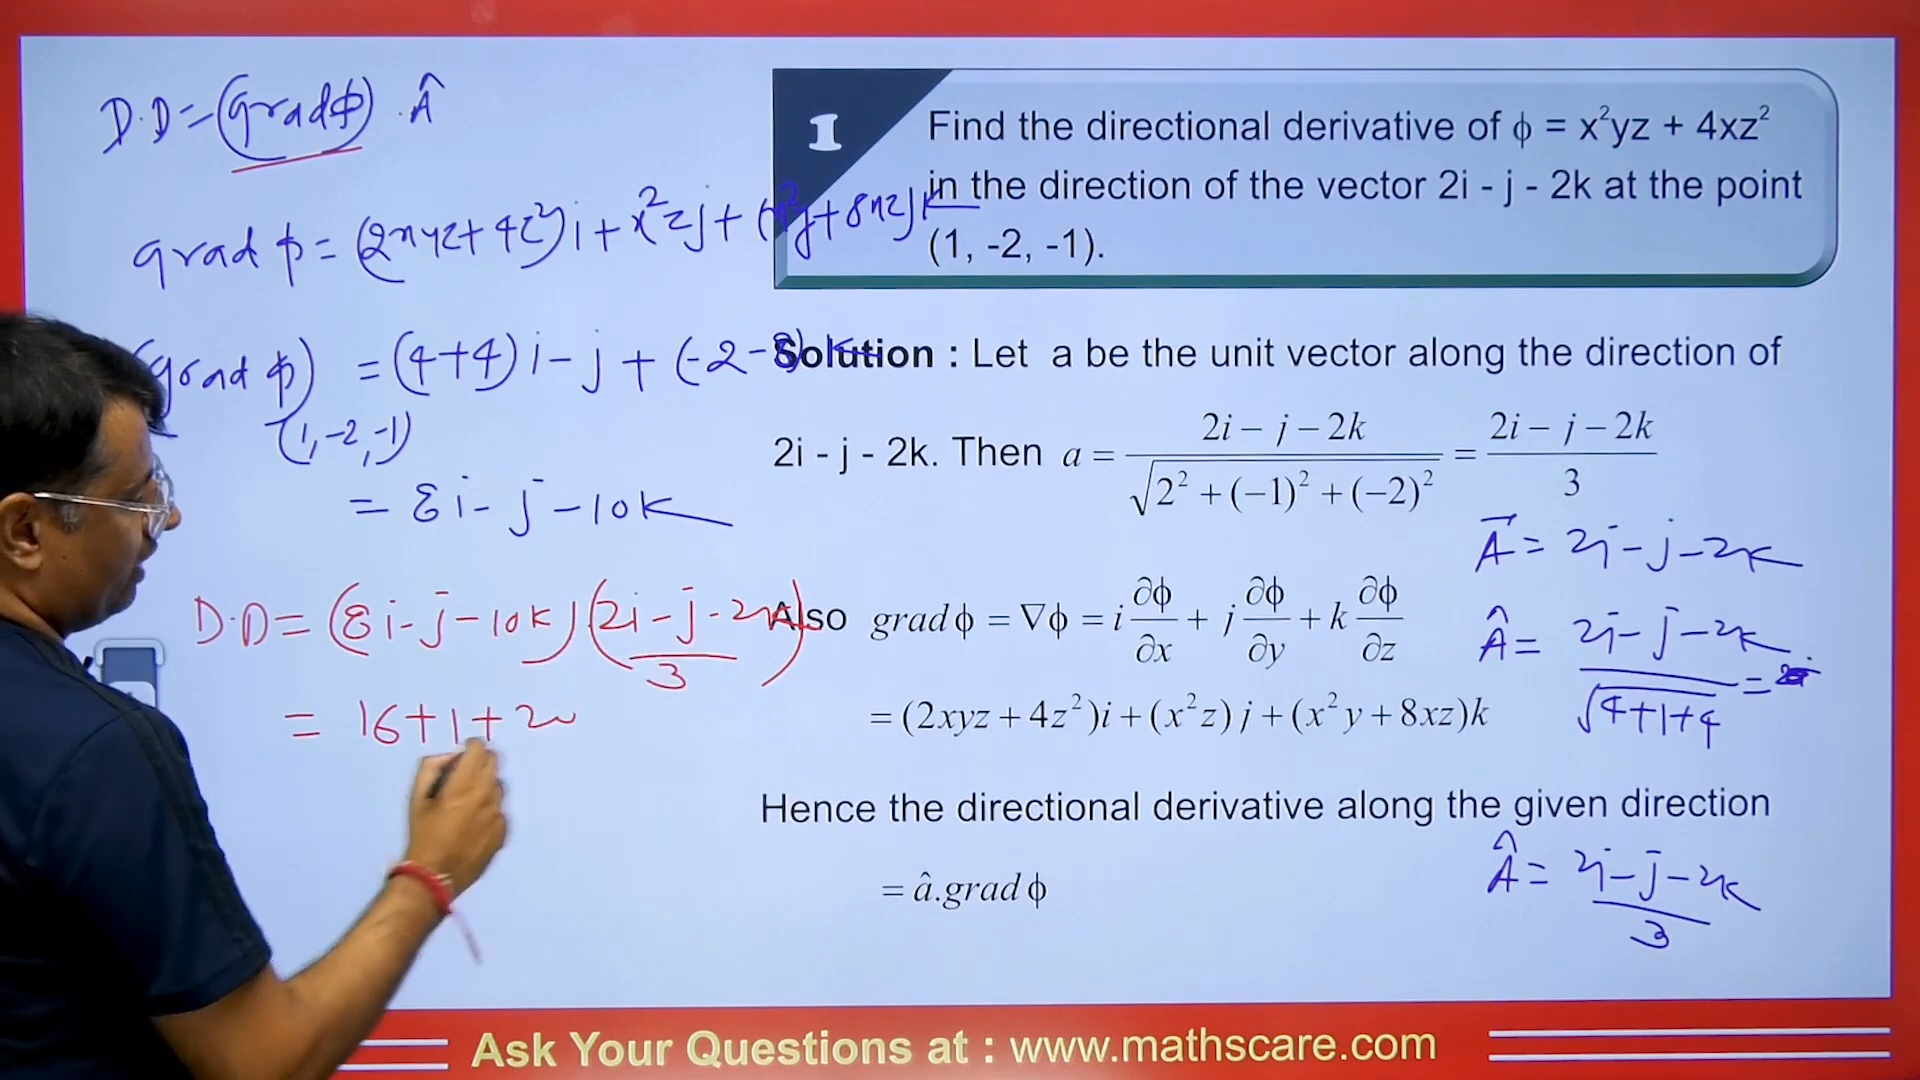 D.D = (grad ϕ) . Â
grad ϕ = (2xyz + 4z²)i + x²zj + (x²y + 8xz)k
(grad ϕ) = (4+4)i - j + (-2-8)k
(1, -2, -1)
= 8i - j - 10k
D.D = (8i - j - 10k).(2i - j - 2k)
3
= 16 + 1 + 20
1
Find the directional derivative of ϕ = x²yz + 4xz²
in the direction of the vector 2i - j - 2k at the point
(1, -2, -1).
Solution : Let a be the unit vector along the direction of
2i - j - 2k. Then a = 2i - j - 2k / √2² + (-1)² + (-2)² = 2i - j - 2k / 3
A⃗ = 2i - j - 2k
Also grad ϕ = ∇ϕ = i ∂ϕ/∂x + j ∂ϕ/∂y + k ∂ϕ/∂z
Â = 2i - j - 2k / √4+1+4 =
= (2xyz + 4z²)i + (x²z)j + (x²y + 8xz)k
Hence the directional derivative along the given direction
= â.grad ϕ
Â = 2i - j - 2k / 3
Ask Your Questions at : www.mathscare.com